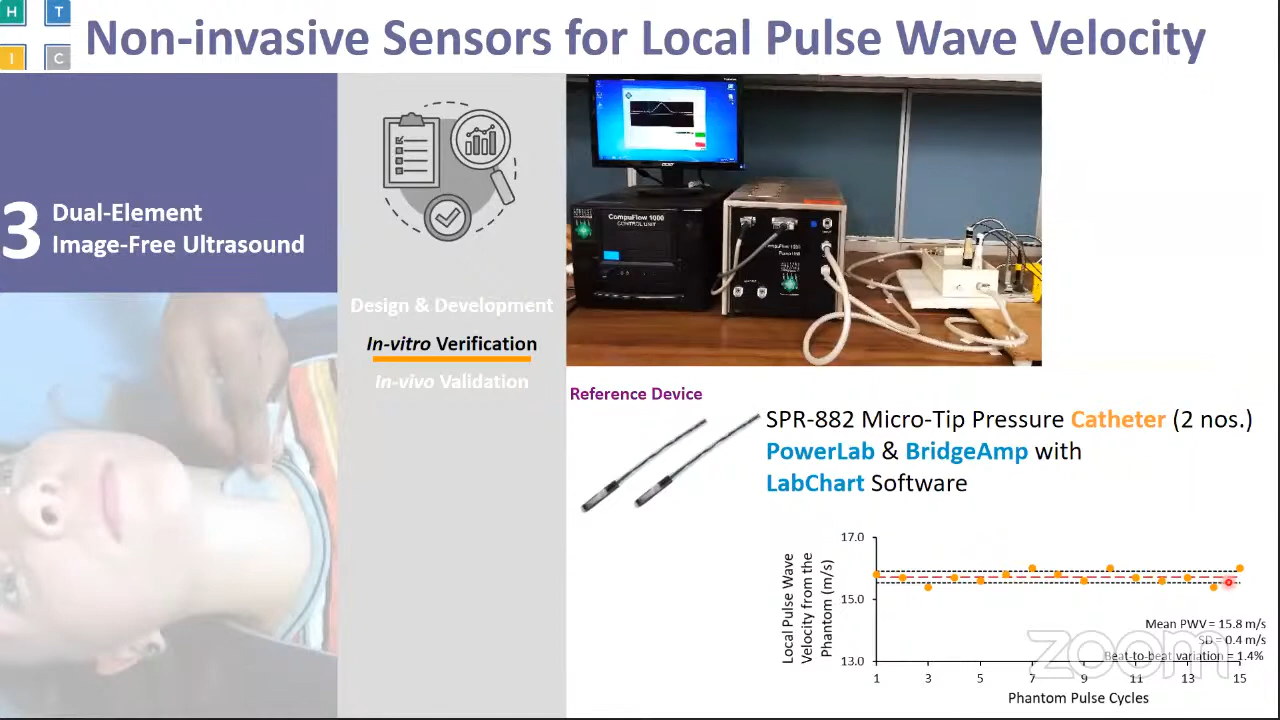 H T
I C
Non-invasive Sensors for Local Pulse Wave Velocity
3
Dual-Element
Image-Free Ultrasound
Design & Development
In-vitro Verification
In-vivo Validation
CompuFlow 1000
CONTROL UNIT
acer
CompuFlow 1000
Reference Device
SPR-882 Micro-Tip Pressure Catheter (2 nos.)
PowerLab & BridgeAmp with
LabChart Software
Local Pulse Wave
Velocity from the
Phantom (m/s)
17.0
15.0
13.0
Mean PWV = 15.8 m/s
SD = 0.4 m/s
Beat-to-beat variation = 1.4%
1 3 5 7 9 11 13 15
Phantom Pulse Cycles
zoom